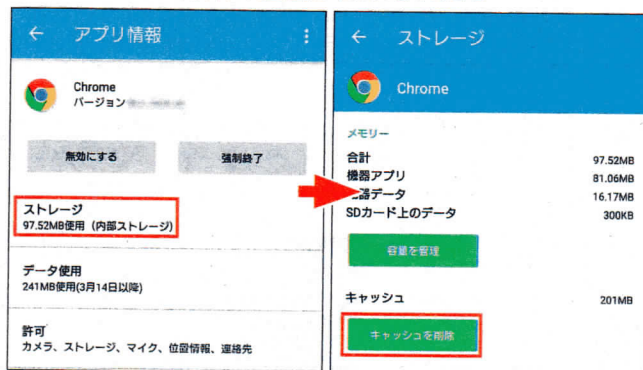 アプリ情報
Chrome
バージョン
無効にする
強制終了
ストレージ
97.52MB使用（内部ストレージ）
データ使用
241MB使用(3月14日以降)
許可
カメラ、ストレージ、マイク、位置情報、連絡先
ストレージ
Chrome
メモリー
合計 97.52MB
機器アプリ 81.06MB
器データ 16.17MB
SDカード上のデータ 300KB
容量を管理
キャッシュ 201MB
キャッシュを削除